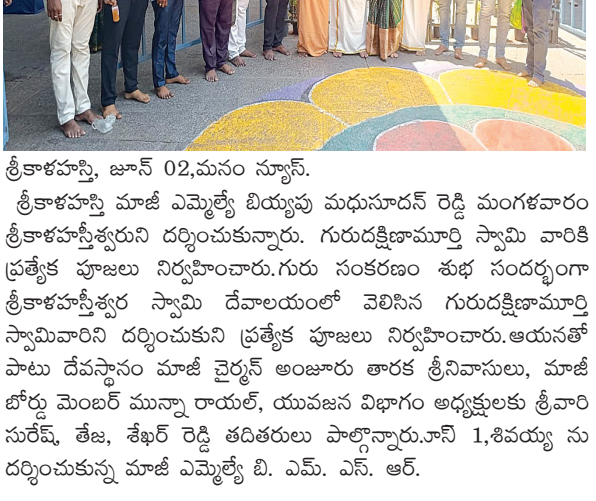 శ్రీకాళహస్తి, జూన్ 02,మనం న్యూస్.
శ్రీకాళహస్తి మాజీ ఎమ్మెల్యే బియ్యపు మధుసూదన్ రెడ్డి మంగళవారం
శ్రీకాళహస్తీశ్వరుని దర్శించుకున్నారు. గురుదక్షిణామూర్తి స్వామి వారికి
ప్రత్యేక పూజలు నిర్వహించారు.గురు సంకరణం శుభ సందర్భంగా
శ్రీకాళహస్తీశ్వర స్వామి దేవాలయంలో వెలిసిన గురుదక్షిణామూర్తి
స్వామివారిని దర్శించుకుని ప్రత్యేక పూజలు నిర్వహించారు.ఆయనతో
పాటు దేవస్థానం మాజీ చైర్మన్ అంజూరు తారక శ్రీనివాసులు, మాజీ
బోర్డు మెంబర్ మున్నా రాయల్, యువజన విభాగం అధ్యక్షులకు శ్రీవారి
సురేష్, తేజ, శేఖర్ రెడ్డి తదితరులు పాల్గొన్నారు. 1,శివయ్య ను
దర్శించుకున్న మాజీ ఎమ్మెల్యే బి. ఎమ్. ఎస్. ఆర్.